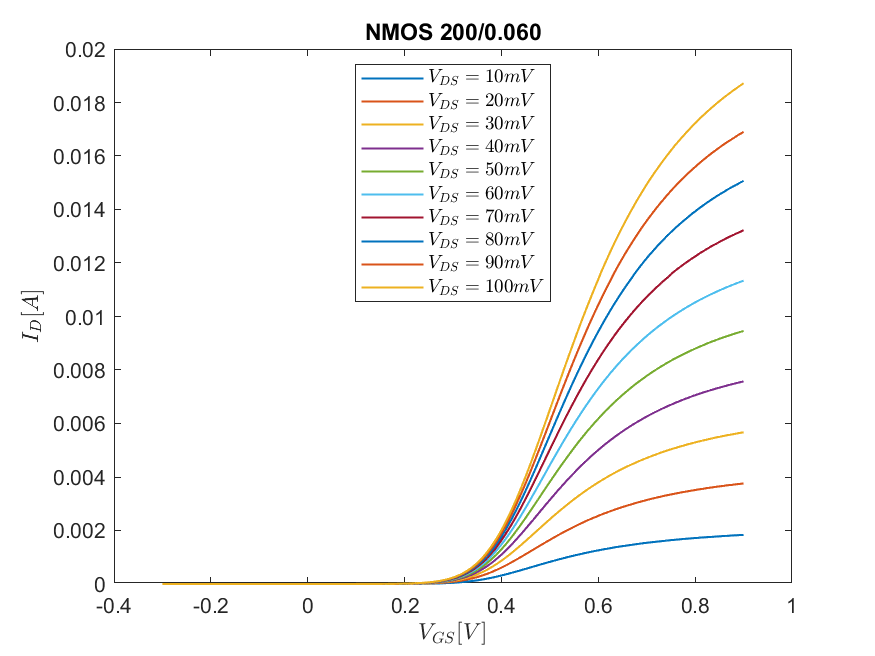 NMOS 200/0.060
0.02
0.018
0.016
0.014
0.012
0.01
0.008
0.006
0.004
0.002
0
I_D[A]
V_DS = 10mV
V_DS = 20mV
V_DS = 30mV
V_DS = 40mV
V_DS = 50mV
V_DS = 60mV
V_DS = 70mV
V_DS = 80mV
V_DS = 90mV
V_DS = 100mV
-0.4 -0.2 0 0.2 0.4 0.6 0.8 1
V_GS[V]